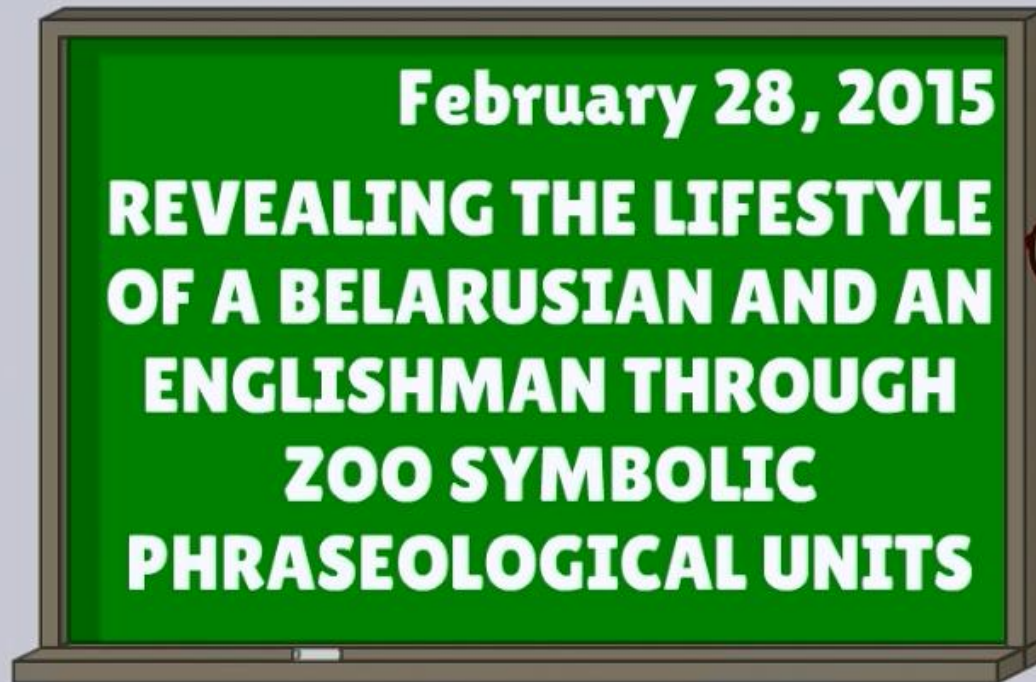 February 28, 2015
REVEALING THE LIFESTYLE
OF A BELARUSIAN AND AN
ENGLISHMAN THROUGH
ZOO SYMBOLIC
PHRASEOLOGICAL UNITS